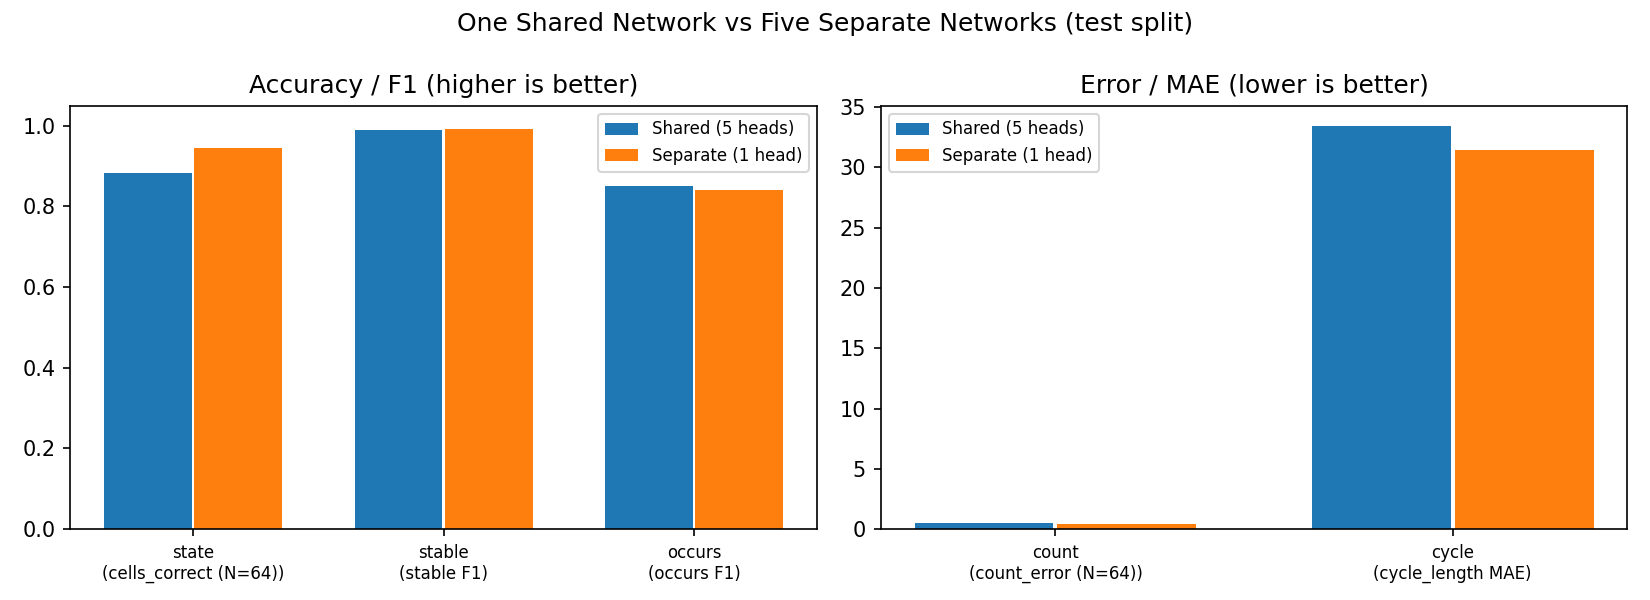 One Shared Network vs Five Separate Networks (test split)
Accuracy / F1 (higher is better)
1.0
0.8
0.6
0.4
0.2
0.0
Shared (5 heads)
Separate (1 head)
state
(cells_correct (N=64))
stable
(stable F1)
occurs
(occurs F1)
Error / MAE (lower is better)
35
30
25
20
15
10
5
0
Shared (5 heads)
Separate (1 head)
count
(count_error (N=64))
cycle
(cycle_length MAE)